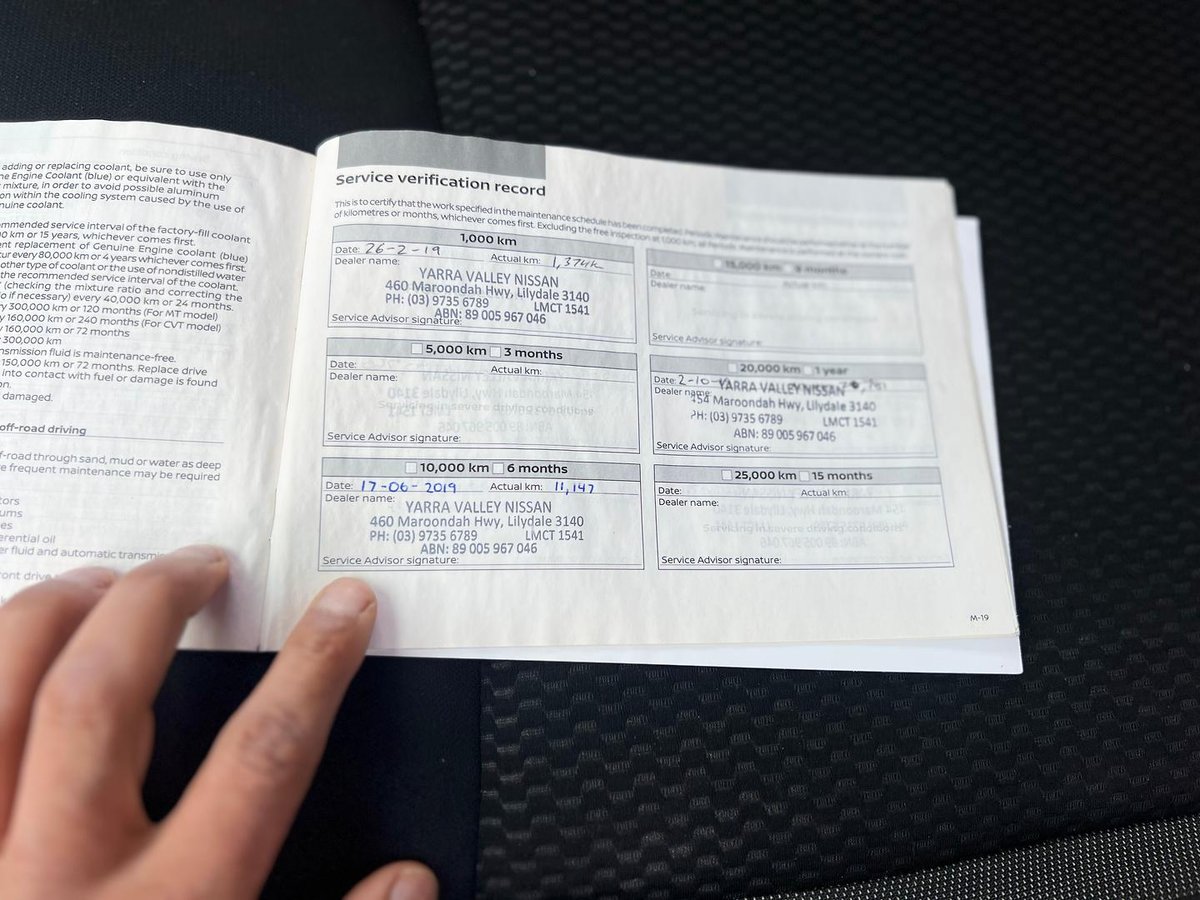 adding or replacing coolant, be sure to use only
Engine Coolant (blue) or equivalent with the
mixture, in order to avoid possible aluminum
within the cooling system caused by the use of
coolant.
service interval of the factory-fill coolant
km or 15 years, whichever comes first.
replacement of Genuine Engine coolant (blue)
every 80,000 km or 4 years whichever comes first.
other type of coolant or the use of nondistilled water
the recommended service interval of the coolant.
(checking the mixture ratio and correcting the
if necessary) every 40,000 km or 24 months.
300,000 km or 120 months (For MT model)
160,000 km or 240 months (For CVT model)
160,000 km or 72 months
300,000 km
fluid is maintenance-free.
150,000 km or 72 months. Replace drive
into contact with fuel or damage is found
damaged.
off-road driving
through sand, mud or water as deep
frequent maintenance may be required
oil
fluid and automatic
Service verification record
This is to certify that the work specified in the maintenance schedule has been completed.
of kilometres or months, whichever comes first. Excluding the free inspection at 1,000 km,
1,000 km
Date: 26-2-19 Actual km: 1,374k
Dealer name:
YARRA VALLEY NISSAN
460 Maroondah Hwy, Lilydale 3140
PH: (03) 9735 6789 LMCT 1541
ABN: 89 005 967 046
Service Advisor signature:
5,000 km 3 months
Date: Actual km:
Dealer name:
Servicing in severe driving conditions
Service Advisor signature:
10,000 km 6 months
Date: 17-06-2019 Actual km: 11,147
Dealer name:
YARRA VALLEY NISSAN
460 Maroondah Hwy, Lilydale 3140
PH: (03) 9735 6789 LMCT 1541
ABN: 89 005 967 046
Service Advisor signature:
15,000 km 9 months
Date: Actual km:
Dealer name:
Service Advisor signature:
20,000 km 1 year
Date: 2-10-
Dealer name:
YARRA VALLEY NISSAN
454 Maroondah Hwy, Lilydale 3140
PH: (03) 9735 6789 LMCT 1541
ABN: 89 005 967 046
Service Advisor signature:
25,000 km 15 months
Date: Actual km:
Dealer name:
Servicing in severe driving conditions
Service Advisor signature:
M-19